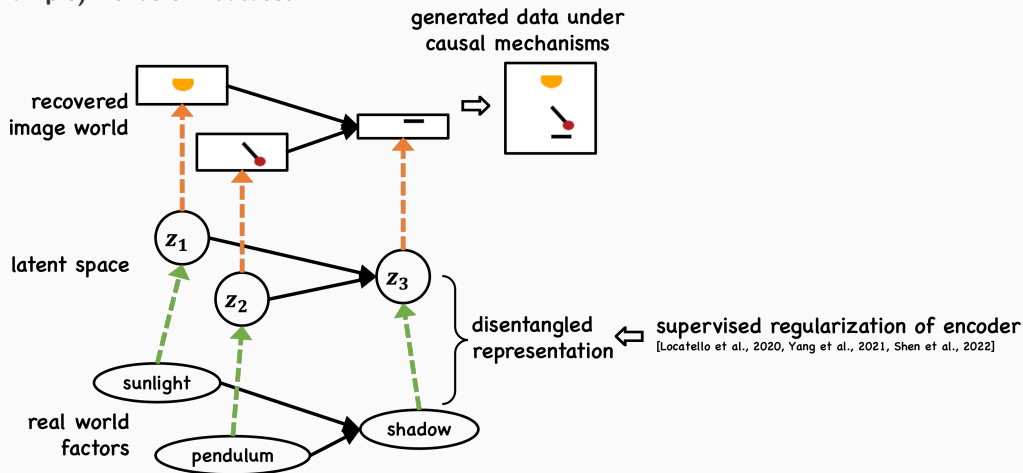 generated data under
causal mechanisms
recovered
image world
latent space
z1
z2
z3
disentangled
representation
supervised regularization of encoder
[Locatello et al., 2020, Yang et al., 2021, Shen et al., 2022]
sunlight
real world
factors
shadow
pendulum